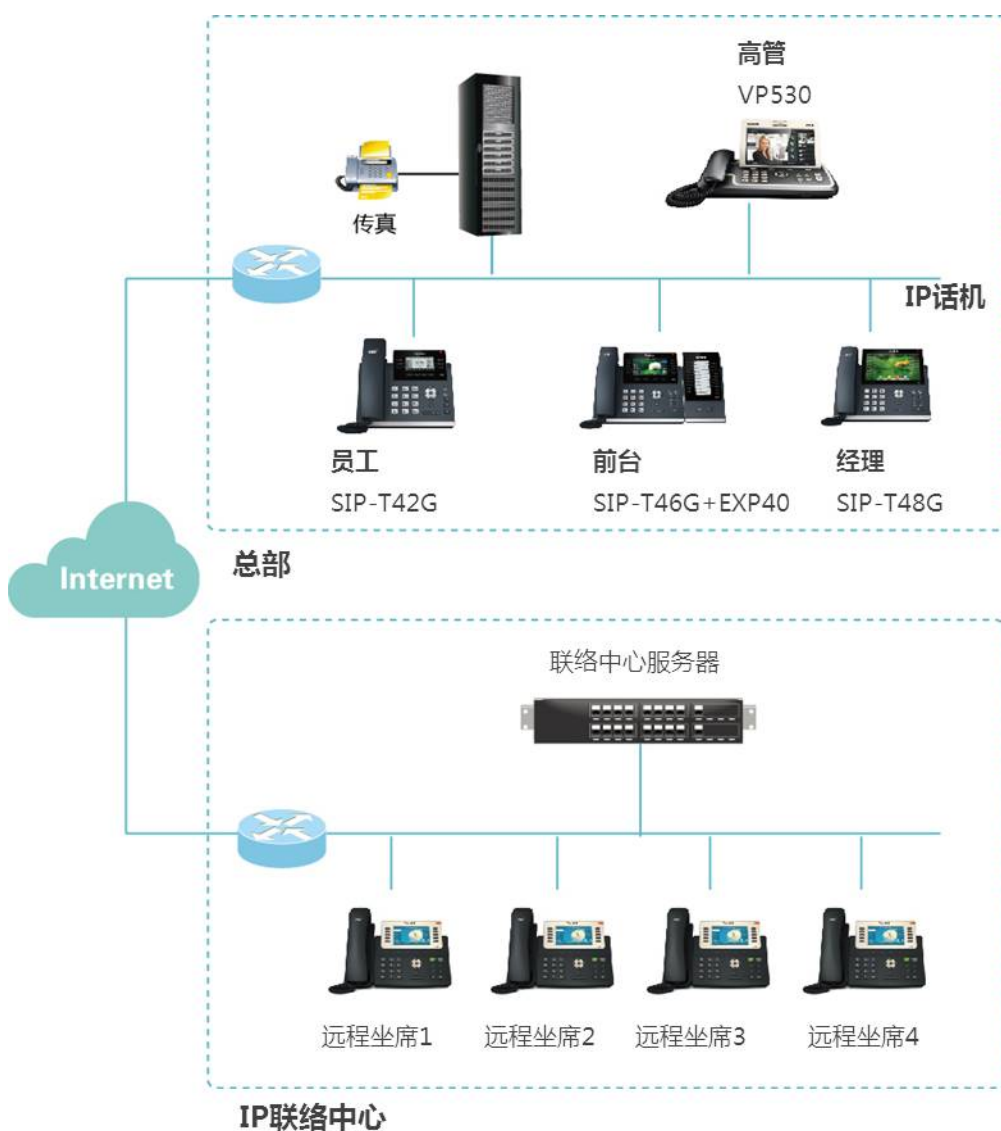 高管
VP530
传真
IP话机
员工
SIP-T42G
前台
SIP-T46G+EXP40
经理
SIP-T48G
总部
Internet
联络中心服务器
远程坐席1
远程坐席2
远程坐席3
远程坐席4
IP联络中心